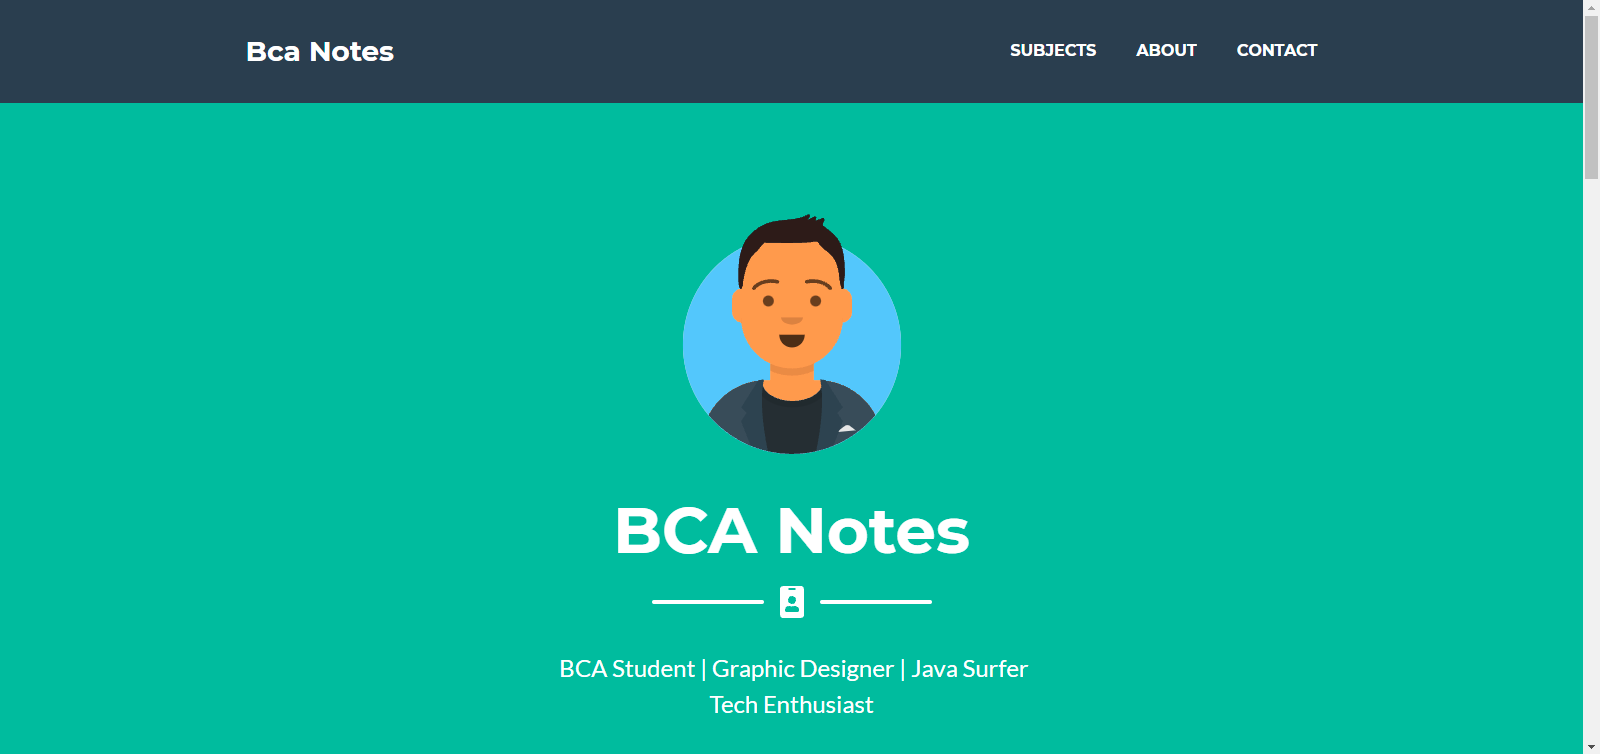 Bca Notes
SUBJECTS ABOUT CONTACT
BCA Notes
BCA Student | Graphic Designer | Java Surfer
Tech Enthusiast